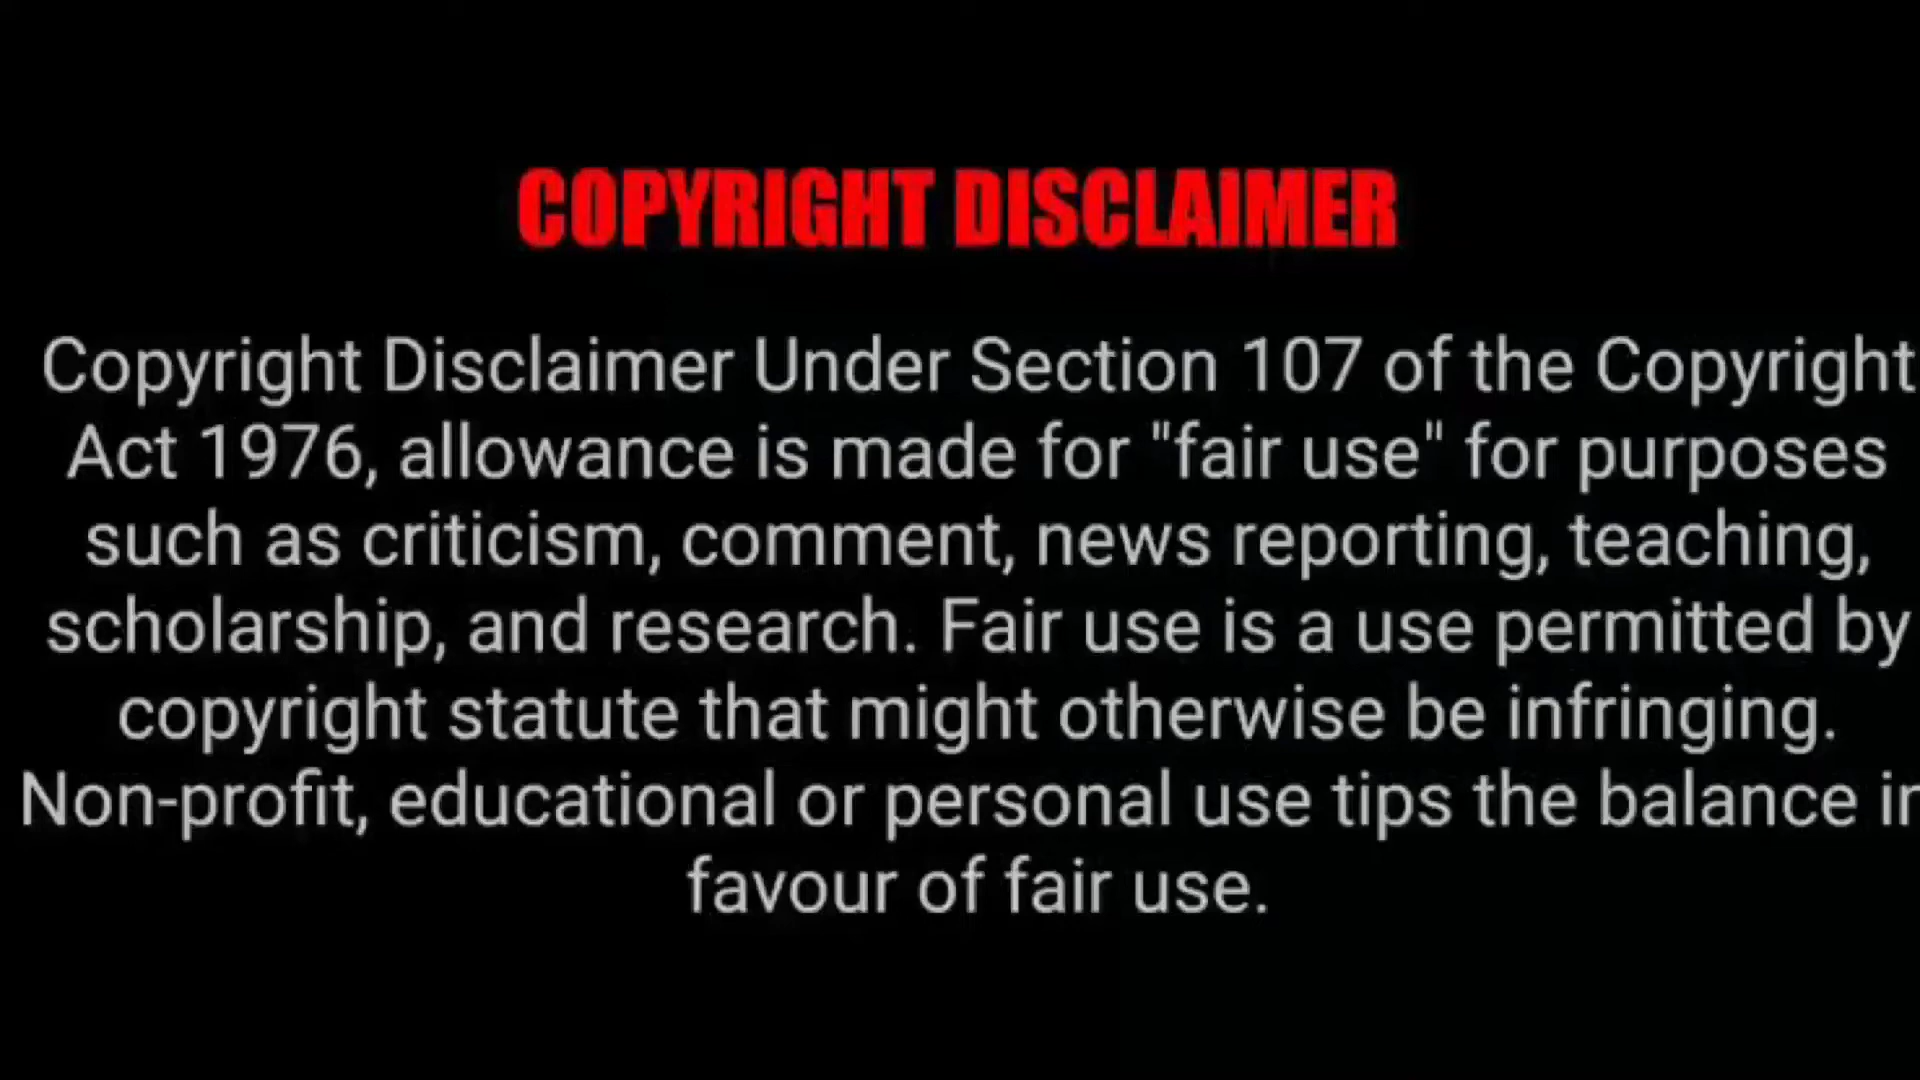 COPYRIGHT DISCLAIMER
Copyright Disclaimer Under Section 107 of the Copyright
Act 1976, allowance is made for "fair use" for purposes
such as criticism, comment, news reporting, teaching,
scholarship, and research. Fair use is a use permitted by
copyright statute that might otherwise be infringing.
Non-profit, educational or personal use tips the balance in
favour of fair use.